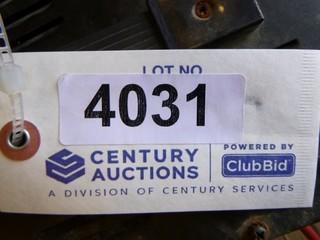 LOT NO
4031
CENTURY AUCTIONS
POWERED BY
ClubBid
A DIVISION OF CENTURY SERVICES